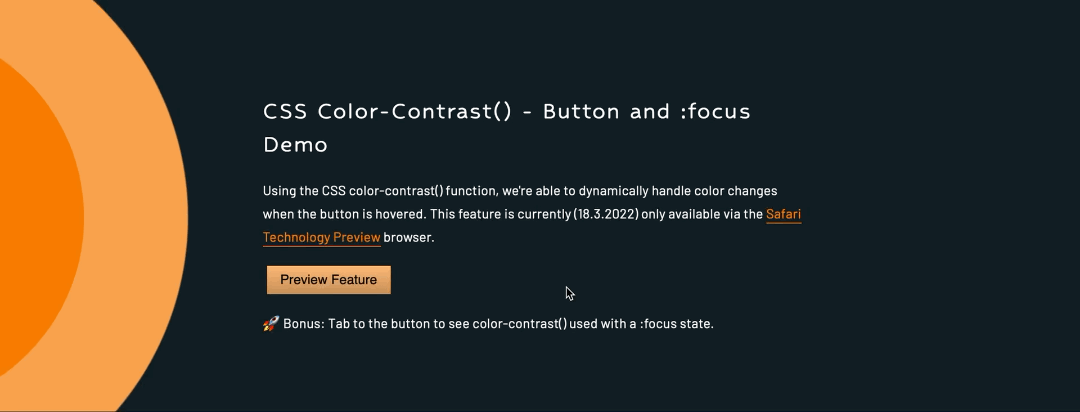 CSS Color-Contrast() - Button and :focus
Demo
Using the CSS color-contrast() function, we're able to dynamically handle color changes
when the button is hovered. This feature is currently (18.3.2022) only available via the Safari
Technology Preview browser.
Preview Feature
🚀 Bonus: Tab to the button to see color-contrast() used with a :focus state.